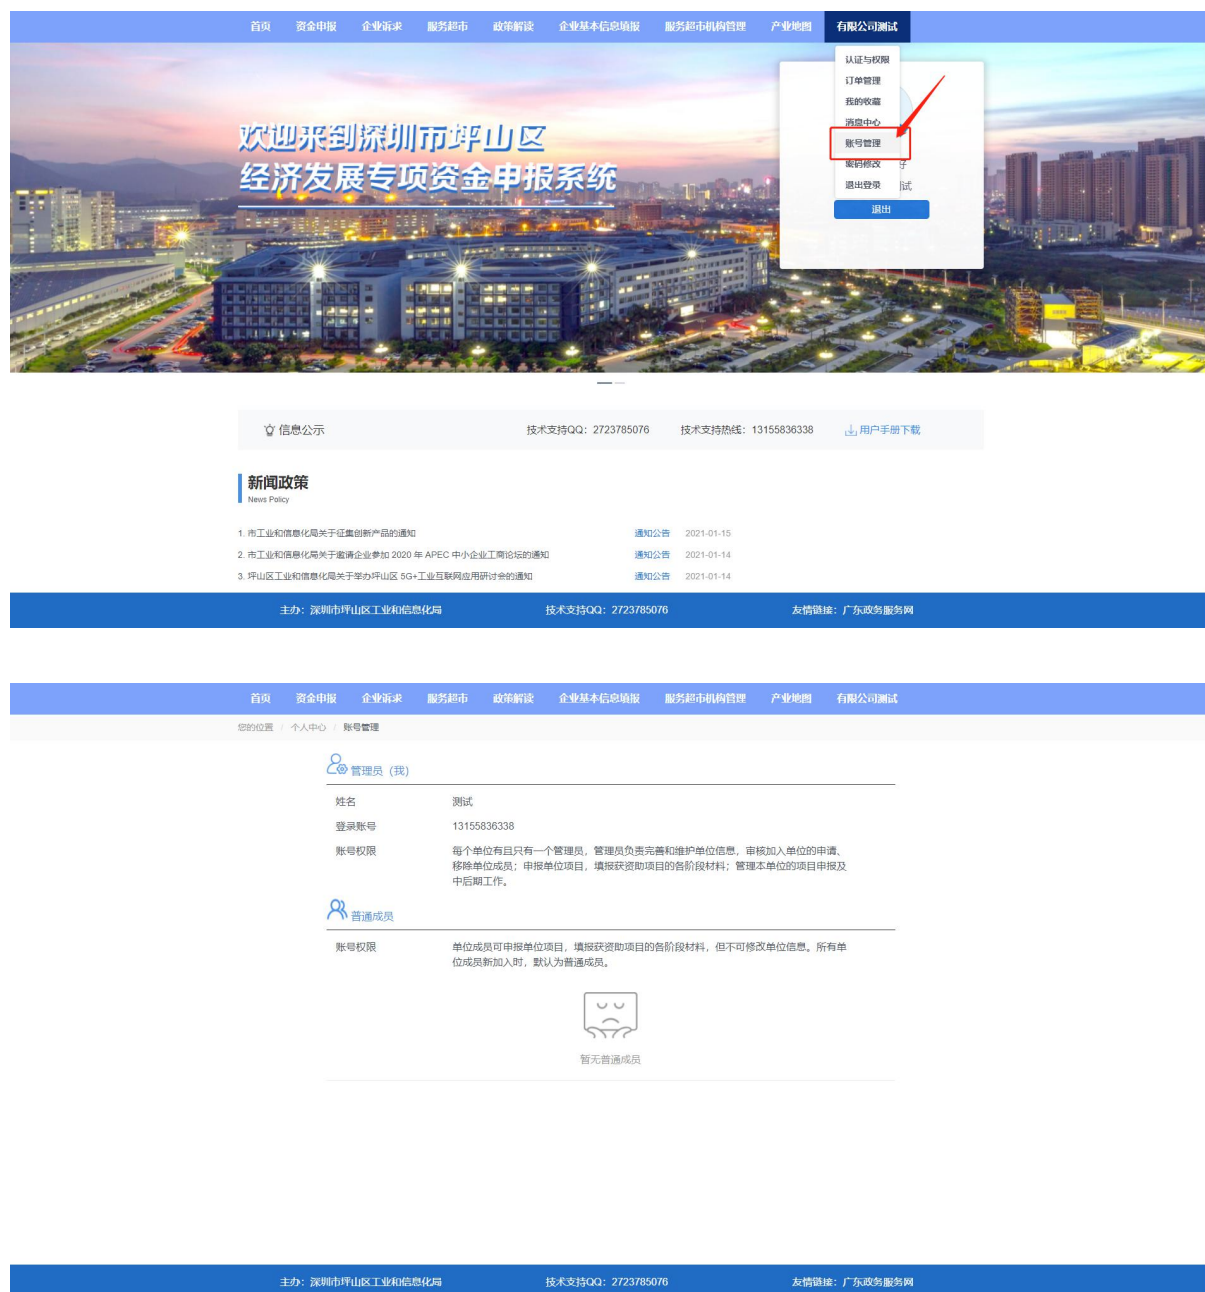 首页 资金申报 企业诉求 服务超市 政策解读 企业基本信息填报 服务超市机构管理 产业地图 有限公司测试
认证与权限
订单管理
我的收藏
消息中心
账号管理
密码修改 好
退出登录 测试
退出
欢迎来到深圳市坪山区
经济发展专项资金申报系统
信息公示 技术支持QQ：2723785076 技术支持热线：13155836338 用户手册下载
新闻政策
News Policy
1. 市工业和信息化局关于征集创新产品的通知 通知公告 2021-01-15
2. 市工业和信息化局关于邀请企业参加 2020 年 APEC 中小企业工商论坛的通知 通知公告 2021-01-14
3. 坪山区工业和信息化局关于举办坪山区 5G+工业互联网应用研讨会的通知 通知公告 2021-01-14
主办：深圳市坪山区工业和信息化局 技术支持QQ：2723785076 友情链接：广东政务服务网
首页 资金申报 企业诉求 服务超市 政策解读 企业基本信息填报 服务超市机构管理 产业地图 有限公司测试
您的位置 / 个人中心 / 账号管理
管理员（我）
姓名 测试
登录账号 13155836338
账号权限 每个单位有且只有一个管理员，管理员负责完善和维护单位信息，审核加入单位的申请、
移除单位成员；申报单位项目，填报获资助项目的各阶段材料；管理本单位的项目申报及
中后期工作。
普通成员
账号权限 单位成员可申报单位项目，填报获资助项目的各阶段材料，但不可修改单位信息。所有单
位成员新加入时，默认为普通成员。
暂无普通成员
主办：深圳市坪山区工业和信息化局 技术支持QQ：2723785076 友情链接：广东政务服务网